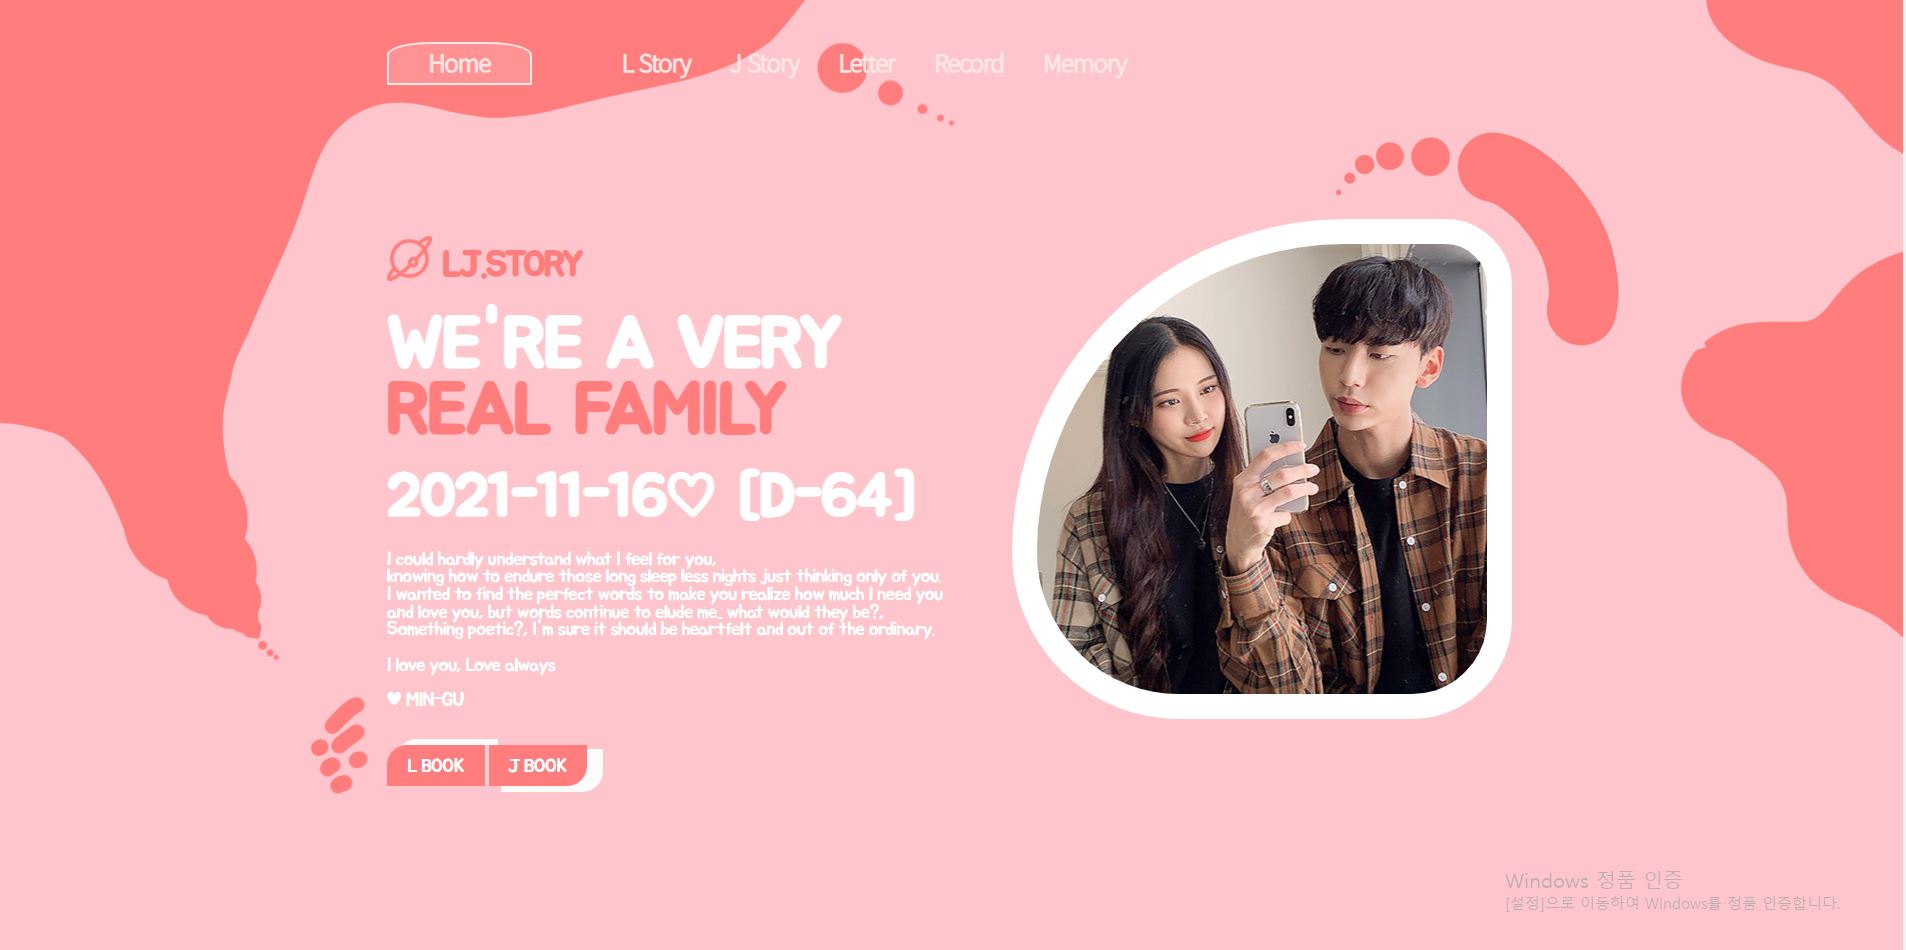 Home L Story J Story Letter Record Memory
LJ.STORY
WE'RE A VERY
REAL FAMILY
2021-11-16♡ [D-64]
I could hardly understand what I feel for you,
knowing how to endure those long sleep less nights just thinking only of you.
I wanted to find the perfect words to make you realize how much I need you
and love you, but words continue to elude me.. what would they be?,
Something poetic?, I'm sure it should be heartfelt and out of the ordinary.
I love you, Love always
♥ MIN-GU
L BOOK J BOOK
Windows 정품 인증
[설정]으로 이동하여 Windows를 정품 인증합니다.